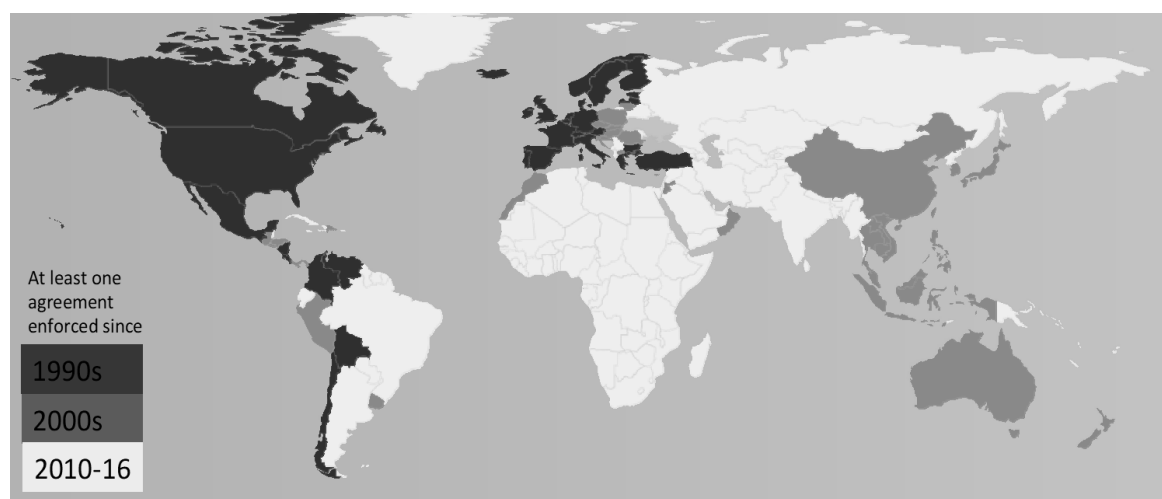 At least one
agreement
enforced since
1990s
2000s
2010-16